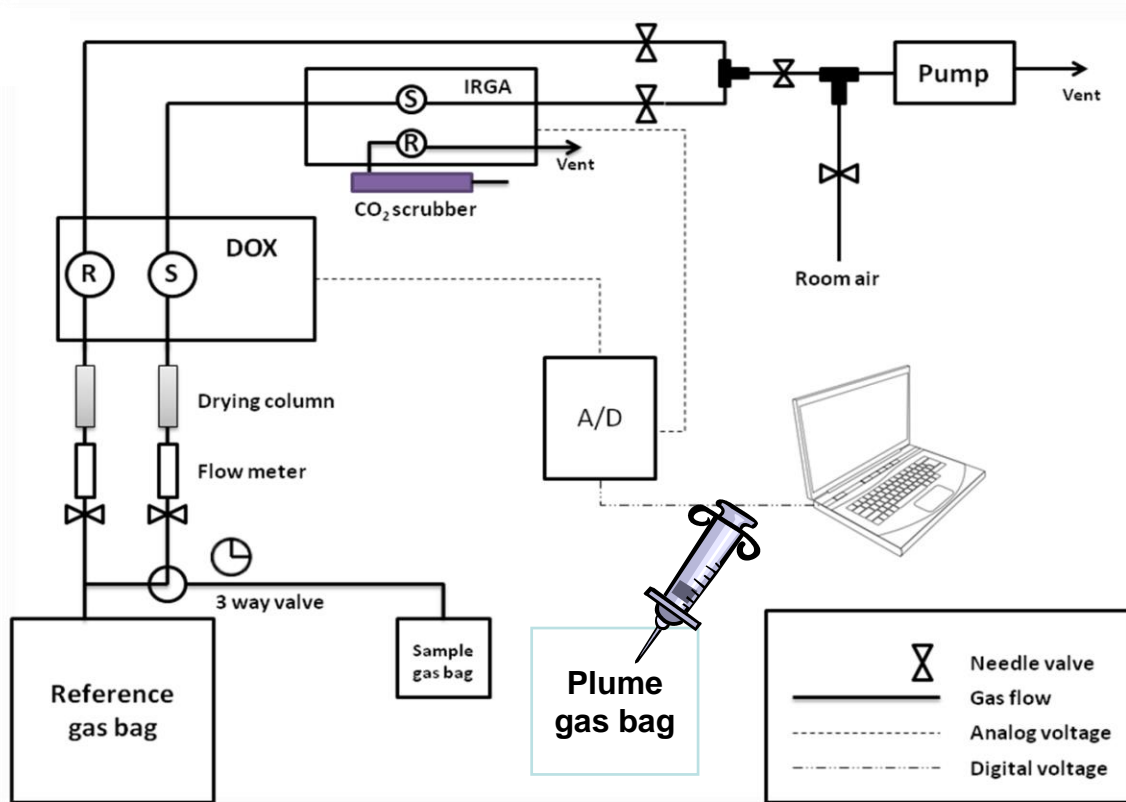 IRGA
S
R
Vent
CO₂ scrubber
Pump
Vent
Room air
DOX
R
S
Drying column
Flow meter
3 way valve
A/D
Reference
gas bag
Sample
gas bag
Plume
gas bag
Needle valve
Gas flow
Analog voltage
Digital voltage